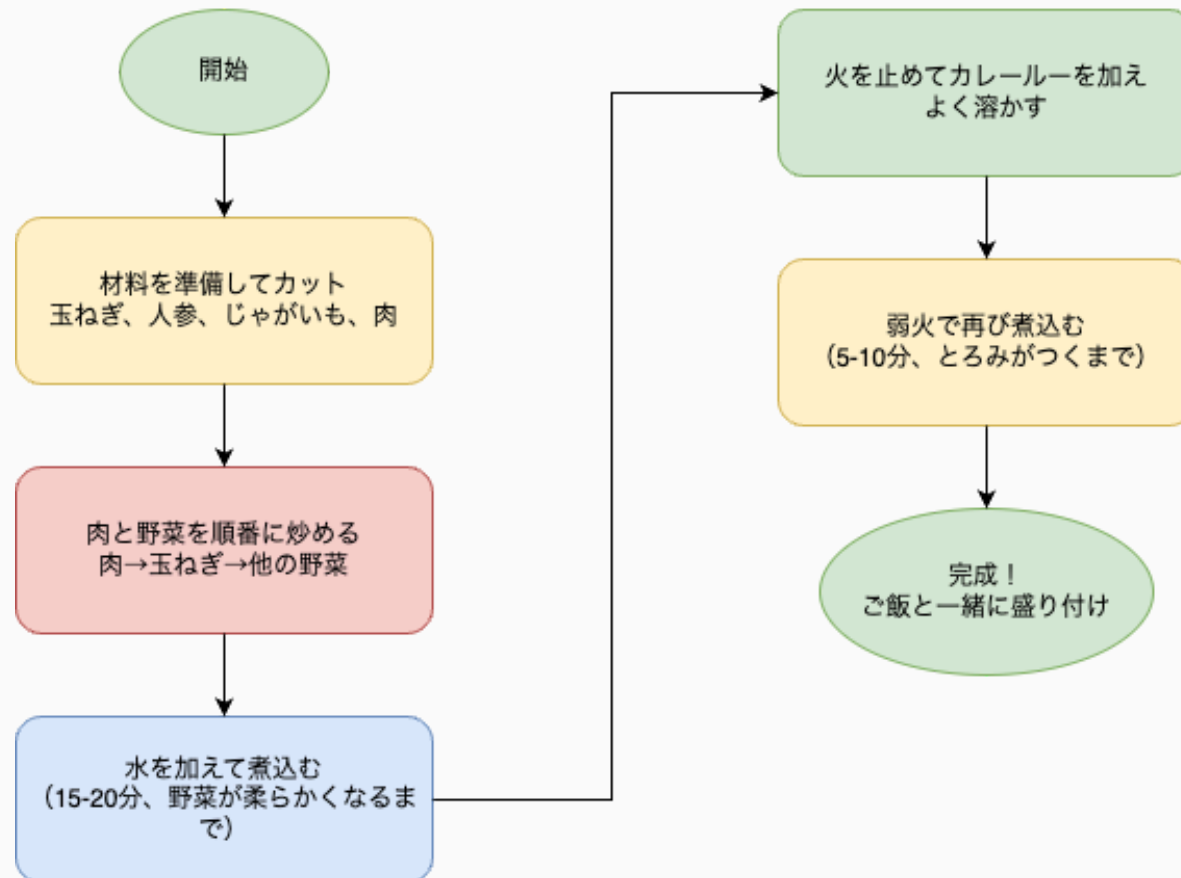 開始
材料を準備してカット
玉ねぎ、人参、じゃがいも、肉
肉と野菜を順番に炒める
肉→玉ねぎ→他の野菜
水を加えて煮込む
（15-20分、野菜が柔らかくなるま
で）
火を止めてカレールーを加え
よく溶かす
弱火で再び煮込む
（5-10分、とろみがつくまで）
完成！
ご飯と一緒に盛り付け